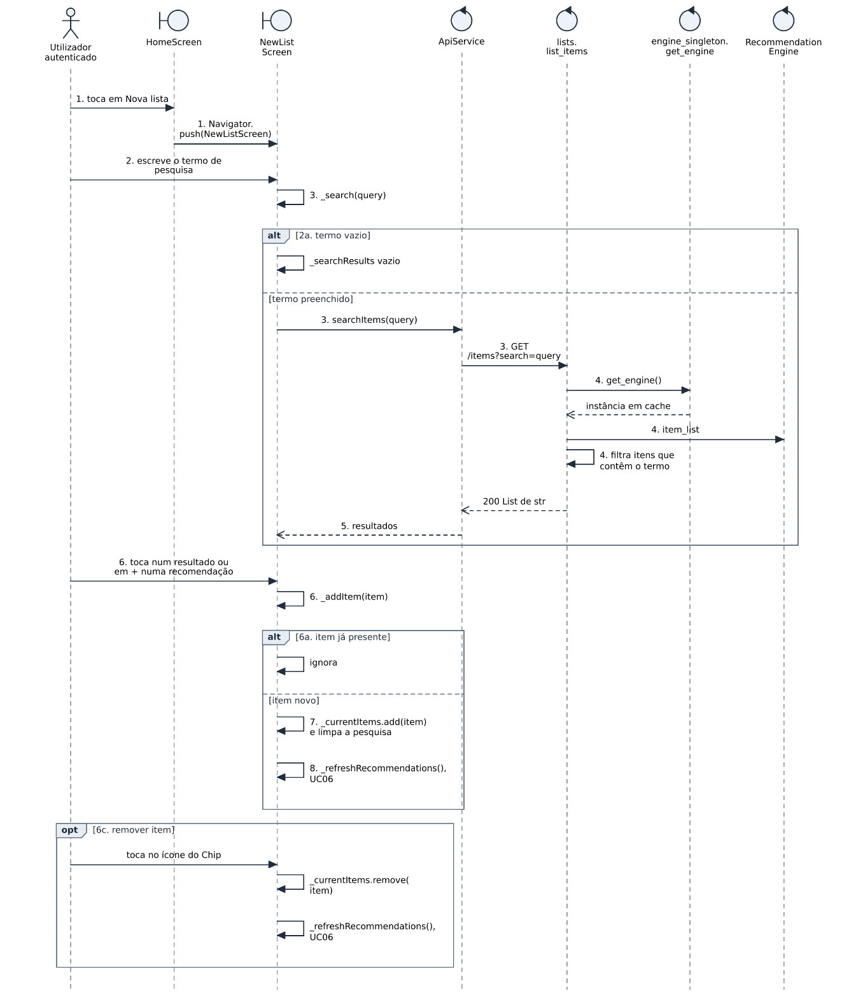 Utilizador
autenticado
HomeScreen
NewList
Screen
ApiService
lists.
list_items
engine_singleton.
get_engine
Recommendation
Engine
1. toca em Nova lista
1. Navigator.
push(NewListScreen)
2. escreve o termo de
pesquisa
3. _search(query)
alt [2a. termo vazio]
_searchResults vazio
[termo preenchido]
3. searchItems(query)
3. GET
/items?search=query
4. get_engine()
instância em cache
4. item_list
4. filtra itens que
contêm o termo
200 List de str
5. resultados
6. toca num resultado ou
em + numa recomendação
6. _addItem(item)
alt [6a. item já presente]
ignora
[item novo]
7. _currentItems.add(item)
e limpa a pesquisa
8. _refreshRecommendations(),
UC06
opt [6c. remover item]
toca no ícone do Chip
_currentItems.remove(
item)
_refreshRecommendations(),
UC06